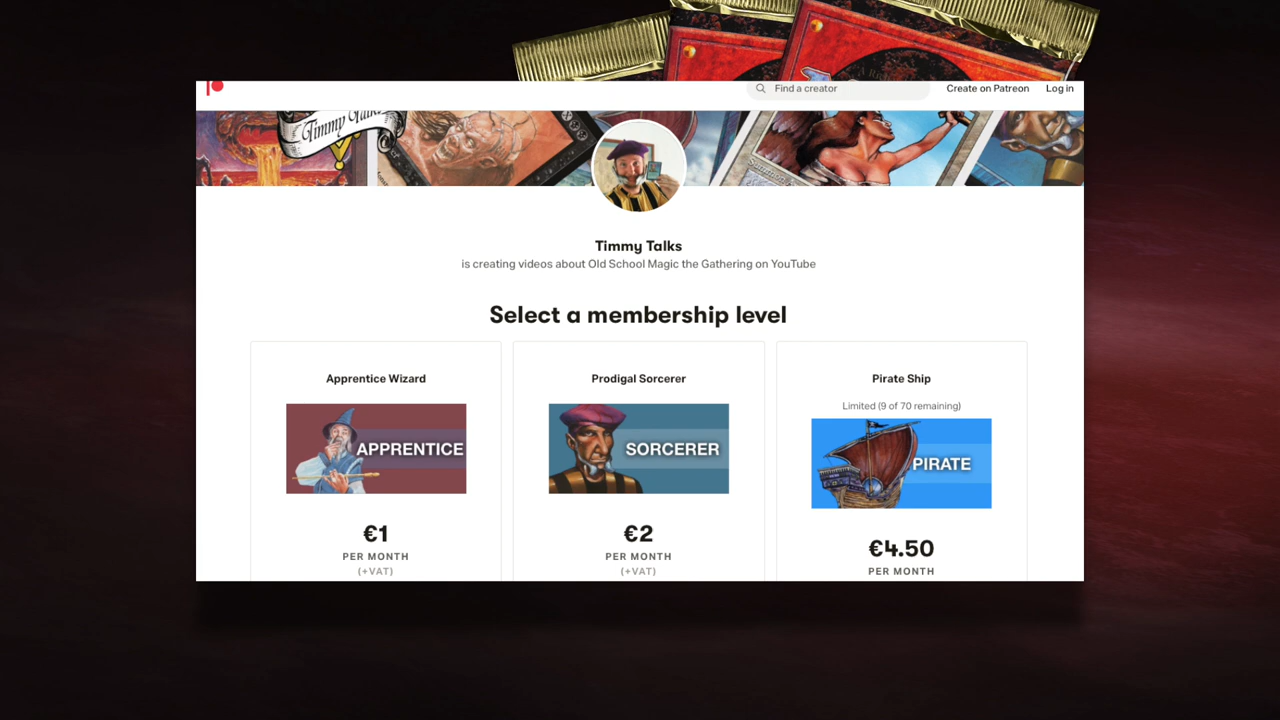 Find a creator
Create on Patreon
Log in
Timmy Talks
Timmy Talks
is creating videos about Old School Magic the Gathering on YouTube
Select a membership level
Apprentice Wizard
APPRENTICE
€1
PER MONTH
(+VAT)
Prodigal Sorcerer
SORCERER
€2
PER MONTH
(+VAT)
Pirate Ship
Limited (9 of 70 remaining)
PIRATE
€4.50
PER MONTH